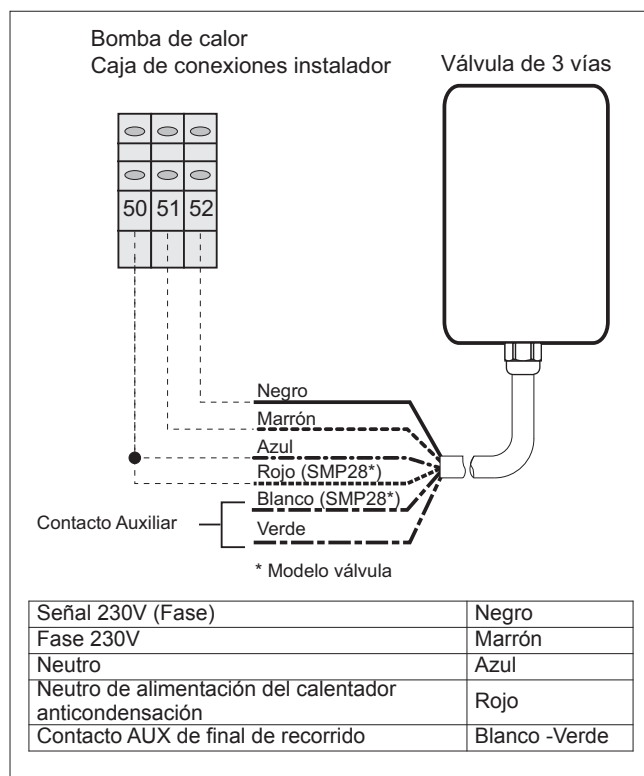 Bomba de calor
Caja de conexiones instalador
Válvula de 3 vías
50 51 52
Negro
Marrón
Azul
Rojo (SMP28*)
Blanco (SMP28*)
Contacto Auxiliar
Verde
* Modelo válvula
Señal 230V (Fase) Negro
Fase 230V Marrón
Neutro Azul
Neutro de alimentación del calentador
anticondensación Rojo
Contacto AUX de final de recorrido Blanco -Verde